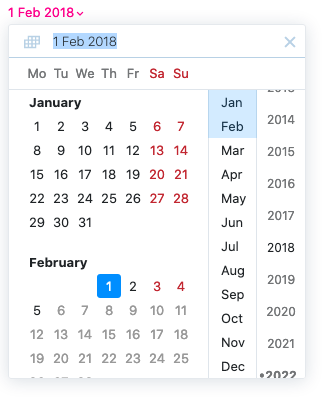 1 Feb 2018
1 Feb 2018
Mo Tu We Th Fr Sa Su
January
1 2 3 4 5 6 7
8 9 10 11 12 13 14
15 16 17 18 19 20 21
22 23 24 25 26 27 28
29 30 31
February
1 2 3 4
5 6 7 8 9 10 11
12 13 14 15 16 17 18
19 20 21 22 23 24 25
Jan
Feb
Mar
Apr
May
Jun
Jul
Aug
Sep
Oct
Nov
Dec
2014
2015
2016
2017
2018
2019
2020
2021
•2022